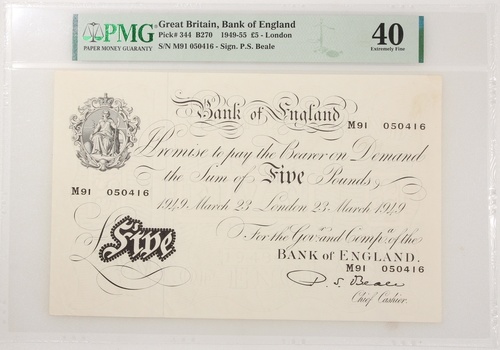 PMG
PAPER MONEY GUARANTY
Great Britain, Bank of England
Pick# 344 B270 1949-55 £5 - London
S/N M91 050416 - Sign. P.S. Beale
40
Extremely Fine
Bank of England
M91 050416
Promise to pay the Bearer on Demand
the Sum of Five Pounds
M91 050416
1949 March 23 London 23 March 1949
For the Govr. and Compa. of the
BANK OF ENGLAND.
£Five
M91 050416
P. S. Beale
Chief Cashier.